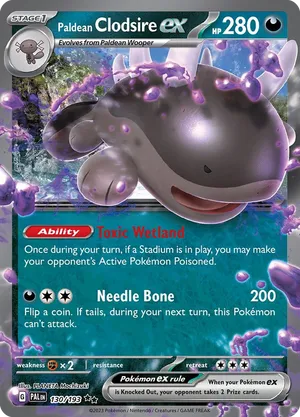 STAGE 1
Paldean Clodsire ex HP 280
Evolves from Paldean Wooper
Ability Toxic Wetland
Once during your turn, if a Stadium is in play, you may make
your opponent's Active Pokémon Poisoned.
Needle Bone 200
Flip a coin. If tails, during your next turn, this Pokémon
can't attack.
Illus. PLANETA Mochizuki
weakness ×2 resistance retreat
G PAL EN 130/193
Pokémon ex rule When your Pokémon ex
is Knocked Out, your opponent takes 2 Prize cards.
©2023 Pokémon / Nintendo / Creatures / GAME FREAK